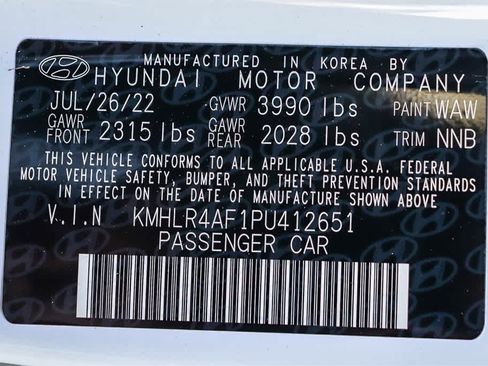 MANUFACTURED IN KOREA BY
HYUNDAI MOTOR COMPANY
JUL/26/22 GVWR 3990 lbs PAINT WAW
GAWR FRONT 2315 lbs GAWR REAR 2028 lbs TRIM NNB
THIS VEHICLE CONFORMS TO ALL APPLICABLE U.S.A. FEDERAL
MOTOR VEHICLE SAFETY, BUMPER, AND THEFT PREVENTION STANDARDS
IN EFFECT ON THE DATE OF MANUFACTURE SHOWN ABOVE
V.I.N KMHLR4AF1PU412651
PASSENGER CAR